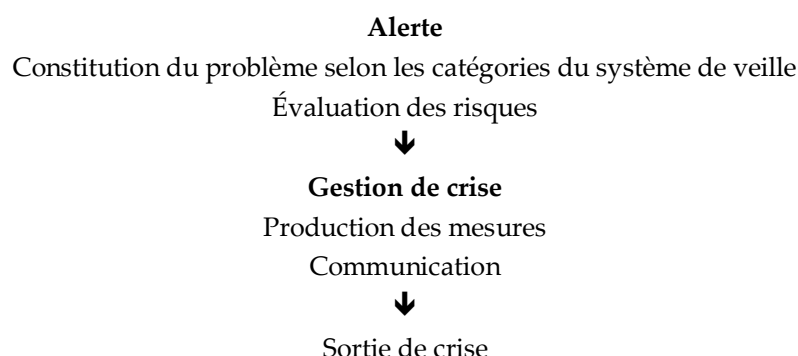 Alerte
Constitution du problème selon les catégories du système de veille
Évaluation des risques
🡻
Gestion de crise
Production des mesures
Communication
🡻
Sortie de crise